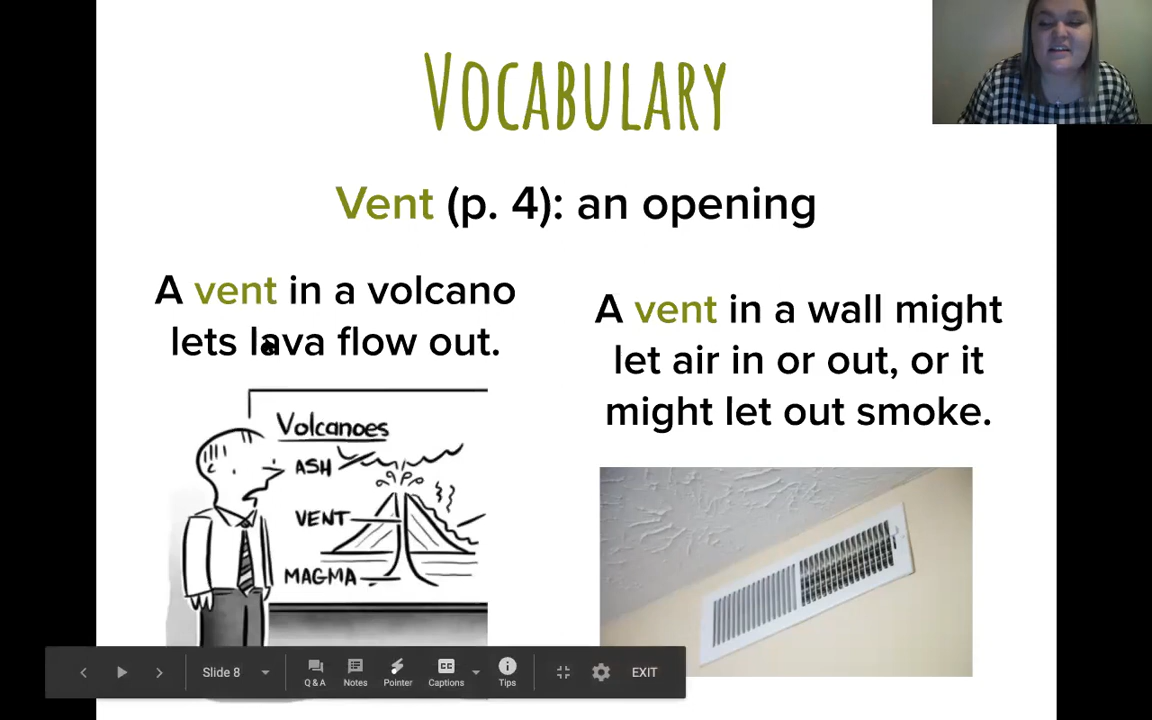 Vocabulary
Vent (p. 4): an opening
A vent in a volcano
lets lava flow out.
A vent in a wall might
let air in or out, or it
might let out smoke.
Volcanoes
ASH
VENT
MAGMA
Slide 8
Q & A
Notes
Pointer
CC
Captions
Tips
EXIT